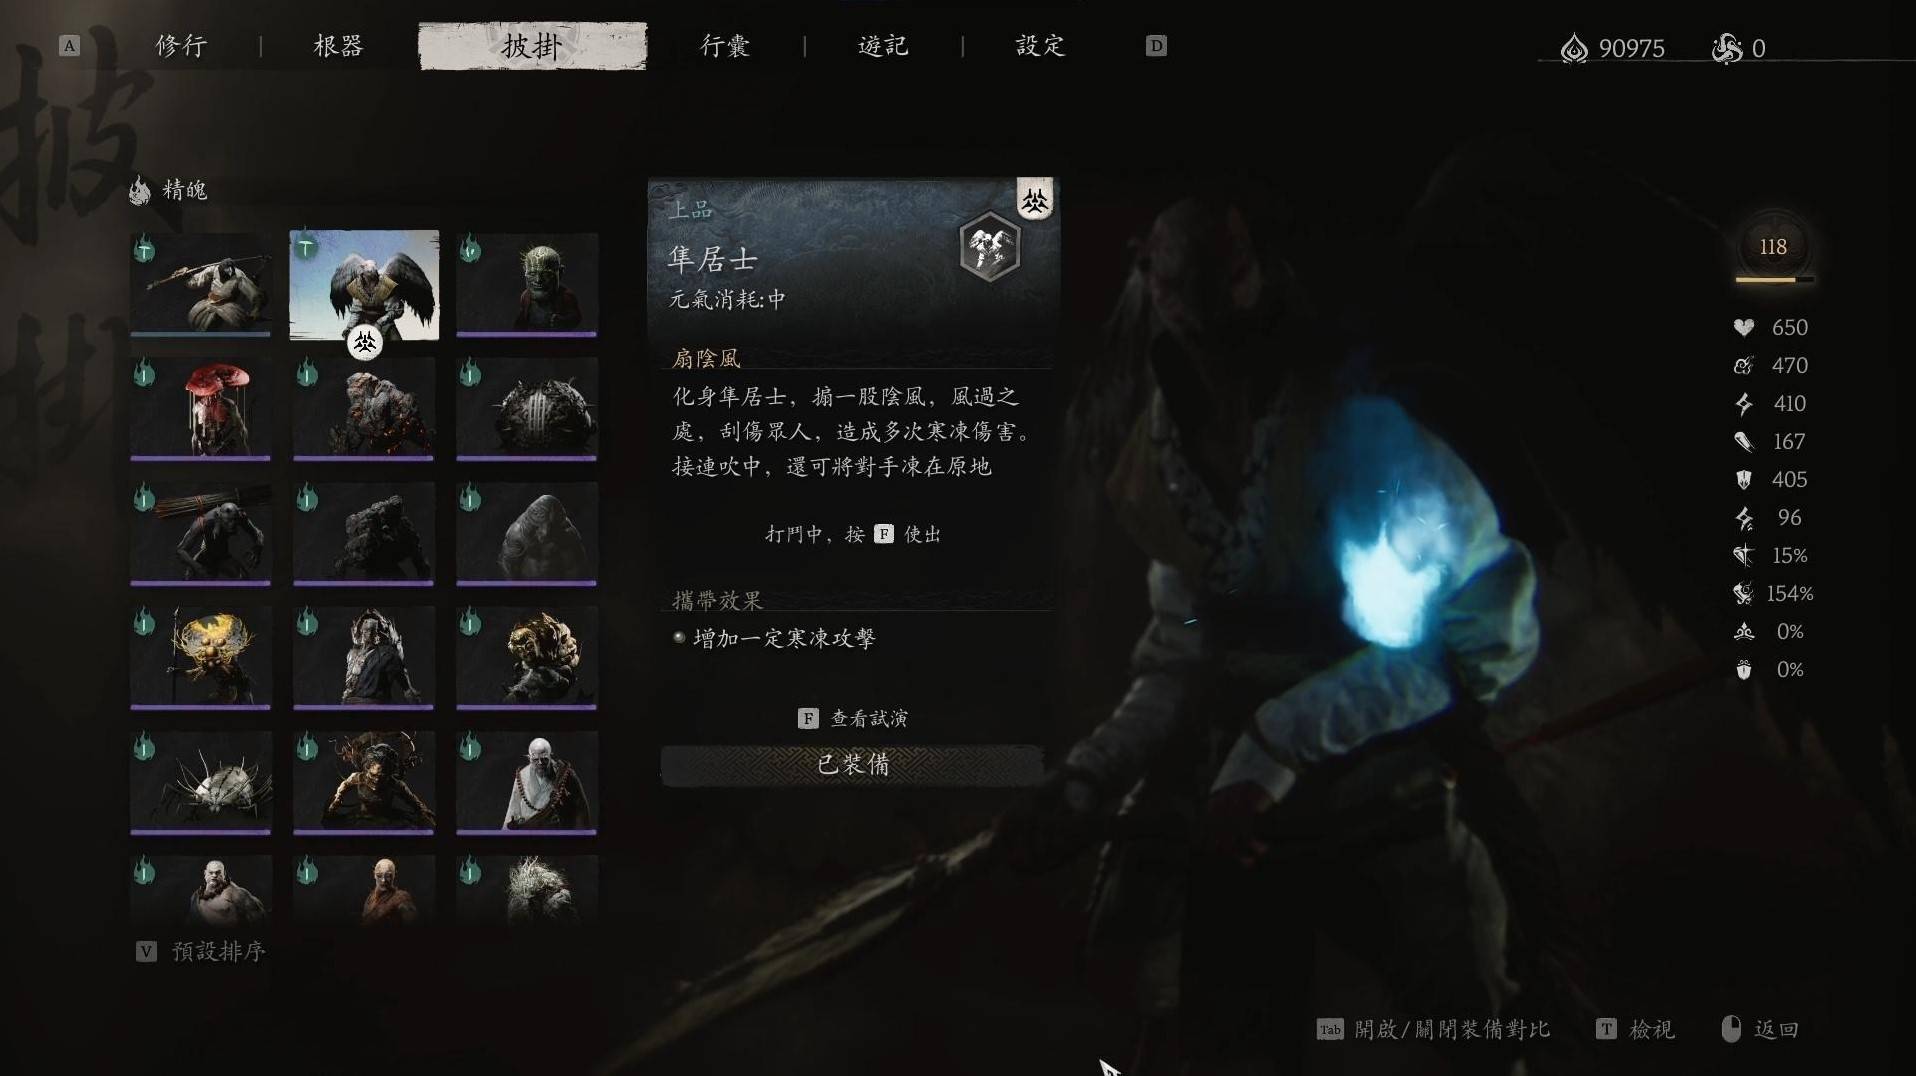 A 修行 | 根器 披掛 行囊 | 遊記 | 設定 D
90975 0
披掛
精魄
上品
隼居士
元氣消耗:中
扇陰風
化身隼居士，搧一股陰風，風過之
處，刮傷眾人，造成多次寒凍傷害。
接連吹中，還可將對手凍在原地
打鬥中，按 F 使出
攜帶效果
增加一定寒凍攻擊
F 查看試演
已裝備
118
650
470
410
167
405
96
15%
154%
0%
0%
V 預設排序
Tab 開啟/關閉裝備對比 T 檢視 返回